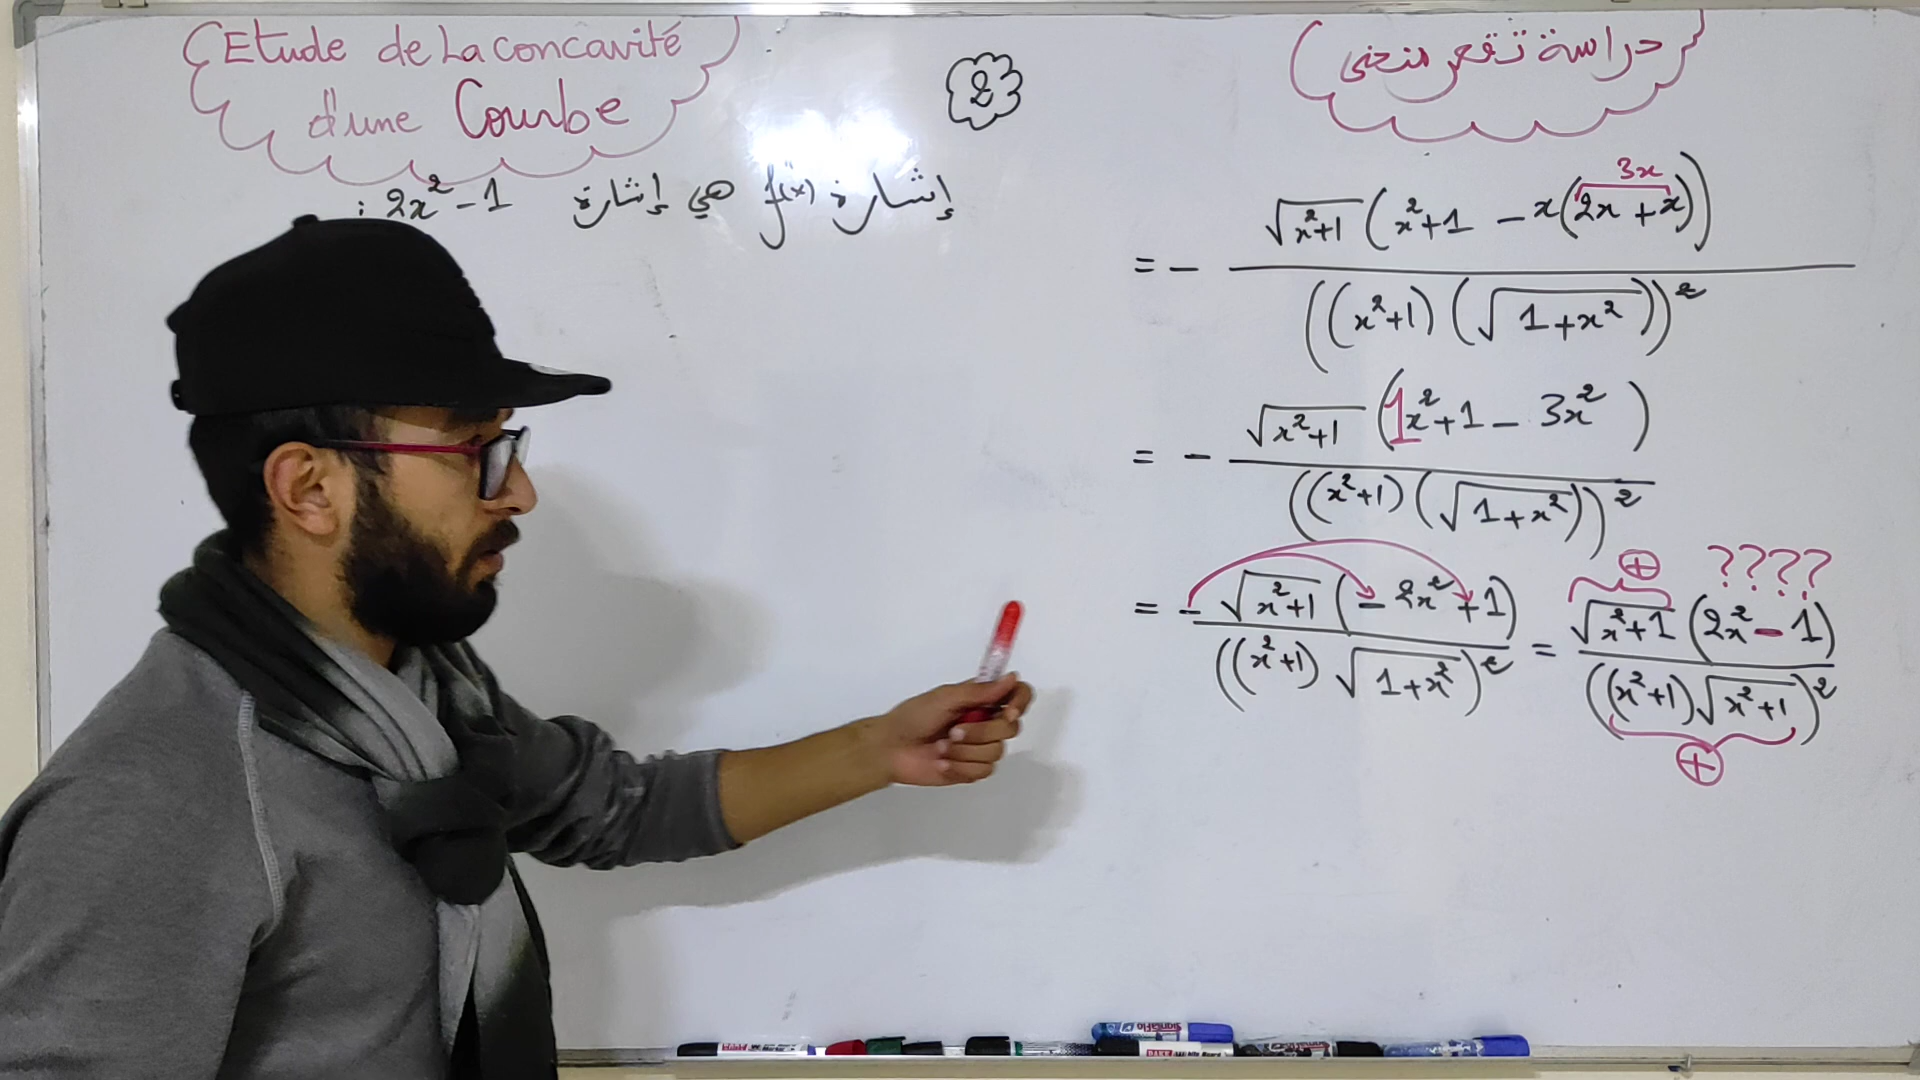 Etude de La concavité
d'une Courbe
2
دراسة تقعر منحنى
إشارة f''(x) هي إشارة 2x²-1 :
3x
= - √x²+1 (x²+1 - x(2x + x)) / ((x²+1)(√1+x²))²
= - √x²+1 (1x²+1 - 3x²) / ((x²+1)(√1+x²))²
+ ????
= - √x²+1 (-2x²+1) / ((x²+1)√1+x²)² = √x²+1 (2x²-1) / ((x²+1)√x²+1)²
+